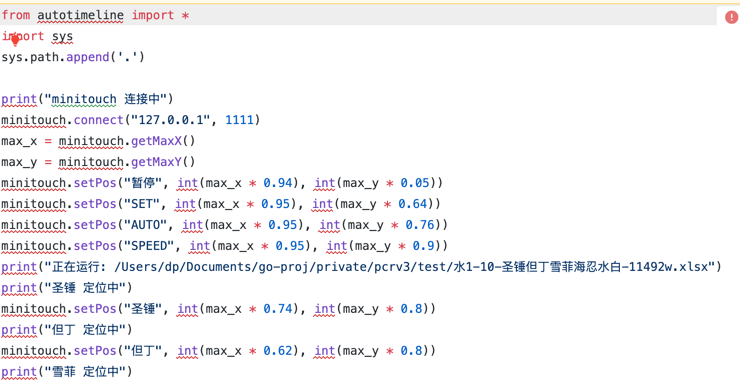 from autotimeline import *
import sys
sys.path.append('.')
print("minitouch 连接中")
minitouch.connect("127.0.0.1", 1111)
max_x = minitouch.getMaxX()
max_y = minitouch.getMaxY()
minitouch.setPos("暂停", int(max_x * 0.94), int(max_y * 0.05))
minitouch.setPos("SET", int(max_x * 0.95), int(max_y * 0.64))
minitouch.setPos("AUTO", int(max_x * 0.95), int(max_y * 0.76))
minitouch.setPos("SPEED", int(max_x * 0.95), int(max_y * 0.9))
print("正在运行: /Users/dp/Documents/go-proj/private/pcrv3/test/水1-10-圣锤但丁雪菲海忍水白-11492w.xlsx")
print("圣锤 定位中")
minitouch.setPos("圣锤", int(max_x * 0.74), int(max_y * 0.8))
print("但丁 定位中")
minitouch.setPos("但丁", int(max_x * 0.62), int(max_y * 0.8))
print("雪菲 定位中")